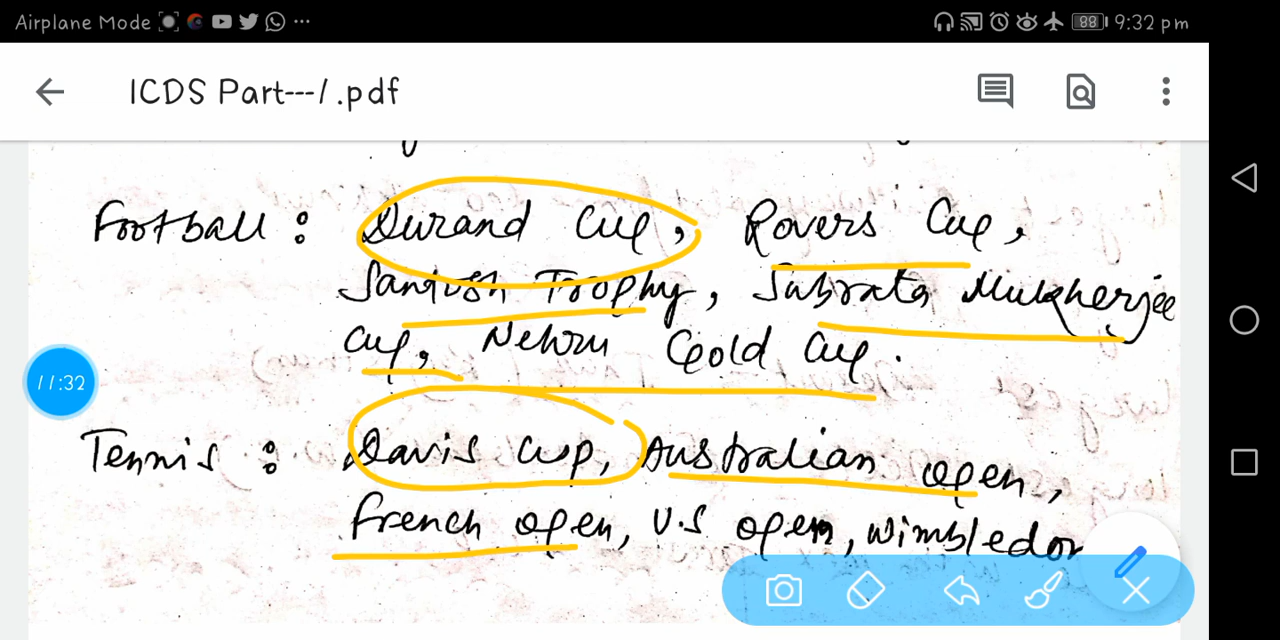 Airplane Mode ... 88 9:32 pm
ICDS Part---1 .pdf
Football : Durand Cup, Rovers Cup,
Santosh Trophy, Subrata Mukherjee
Cup, Nehru Gold Cup.
11:32
Tennis : Davis Cup, Australian open,
French open, U.S open, Wimbledon